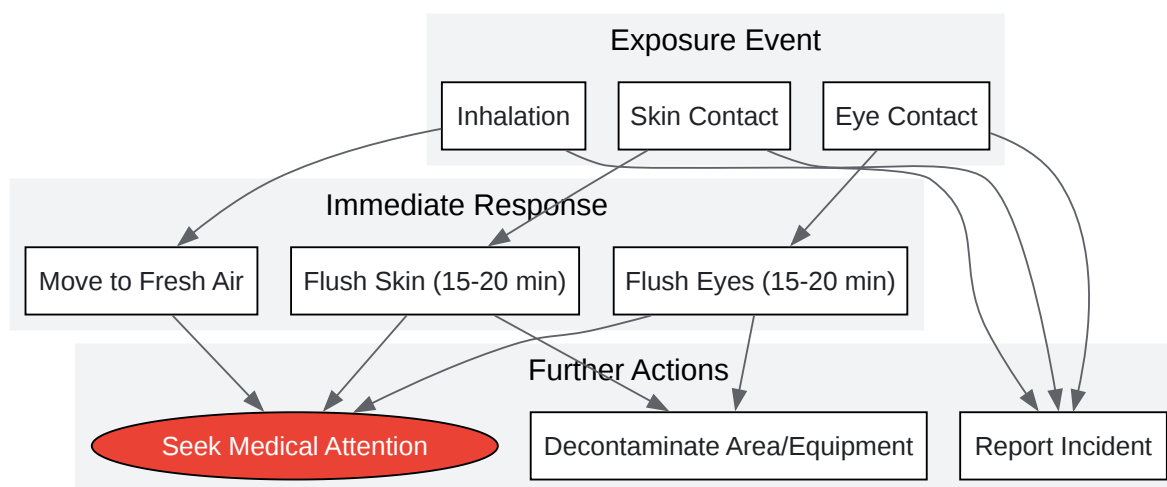 Exposure Event
Inhalation
Skin Contact
Eye Contact
Immediate Response
Move to Fresh Air
Flush Skin (15-20 min)
Flush Eyes (15-20 min)
Further Actions
Seek Medical Attention
Decontaminate Area/Equipment
Report Incident